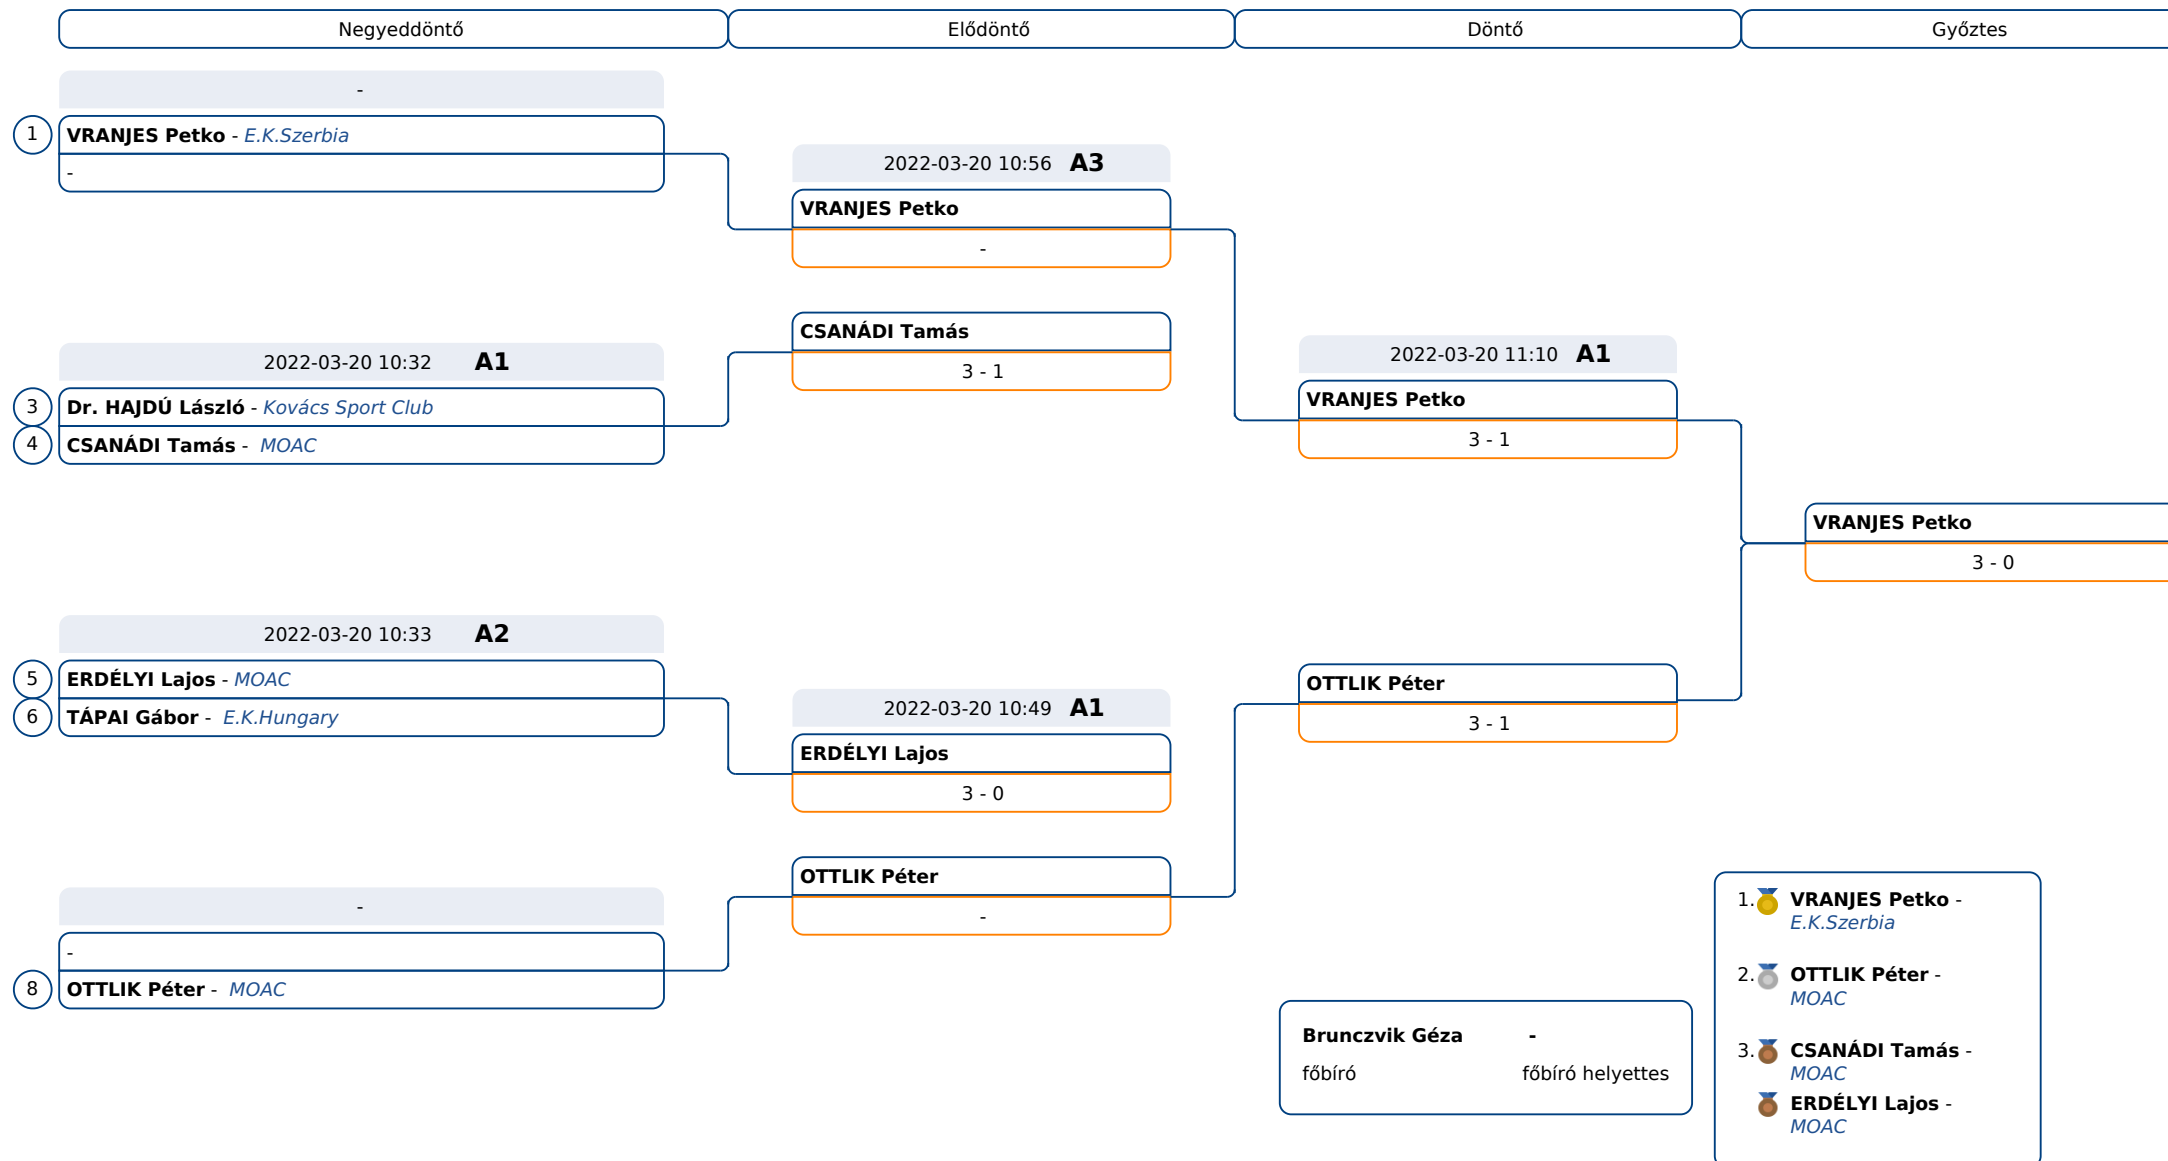 Negyeddöntő
Elődöntő
Döntő
Győztes
-
1
VRANJES Petko - E.K.Szerbia
-
2022-03-20 10:32 A1
3
Dr. HAJDÚ László - Kovács Sport Club
4
CSANÁDI Tamás - MOAC
2022-03-20 10:33 A2
5
ERDÉLYI Lajos - MOAC
6
TÁPAI Gábor - E.K.Hungary
-
-
8
OTTLIK Péter - MOAC
2022-03-20 10:56 A3
VRANJES Petko
-
CSANÁDI Tamás
3 - 1
2022-03-20 10:49 A1
ERDÉLYI Lajos
3 - 0
OTTLIK Péter
-
2022-03-20 11:10 A1
VRANJES Petko
3 - 1
OTTLIK Péter
3 - 1
VRANJES Petko
3 - 0
Brunczvik Géza -
főbíró főbíró helyettes
1. VRANJES Petko -
E.K.Szerbia
2. OTTLIK Péter -
MOAC
3. CSANÁDI Tamás -
MOAC
ERDÉLYI Lajos -
MOAC